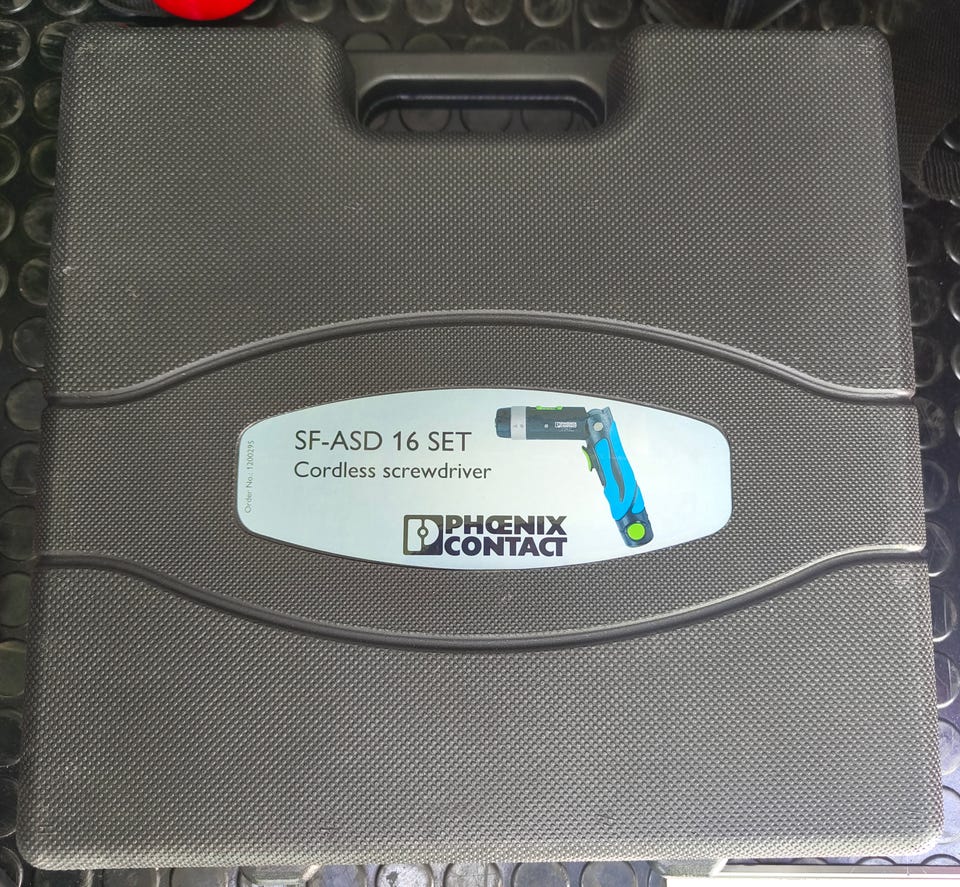 SF-ASD 16 SET
Cordless screwdriver
Order No.: 1200295
PHŒNIX
CONTACT